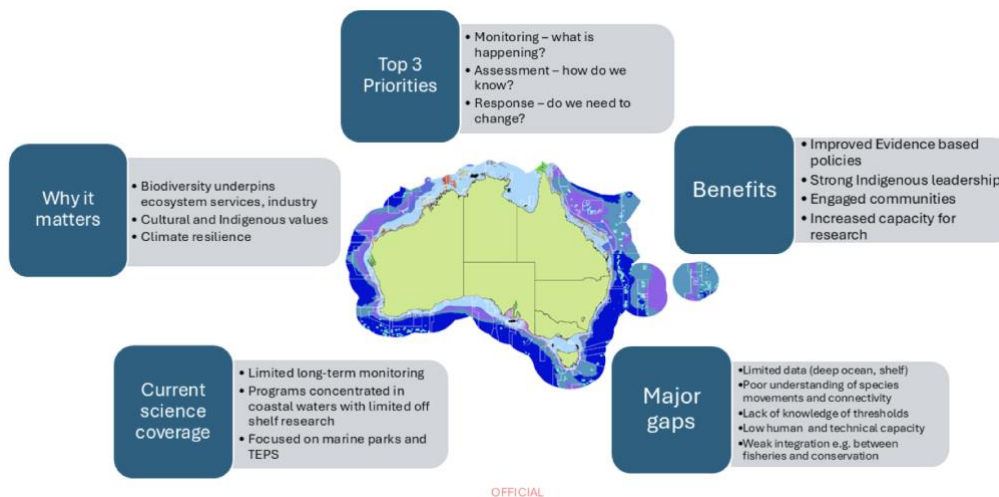 Top 3
Priorities
• Monitoring – what is
happening?
• Assessment – how do we
know?
• Response – do we need to
change?
Why it
matters
• Biodiversity underpins
ecosystem services, industry
• Cultural and Indigenous values
• Climate resilience
Benefits
• Improved Evidence based
policies
• Strong Indigenous leadership
• Engaged communities
• Increased capacity for
research
Current
science
coverage
• Limited long-term monitoring
• Programs concentrated in
coastal waters with limited off
shelf research
• Focused on marine parks and
TEPS
Major
gaps
•Limited data (deep ocean, shelf)
•Poor understanding of species
movements and connectivity
•Lack of knowledge of thresholds
•Low human and technical capacity
•Weak integration e.g. between
fisheries and conservation
OFFICIAL